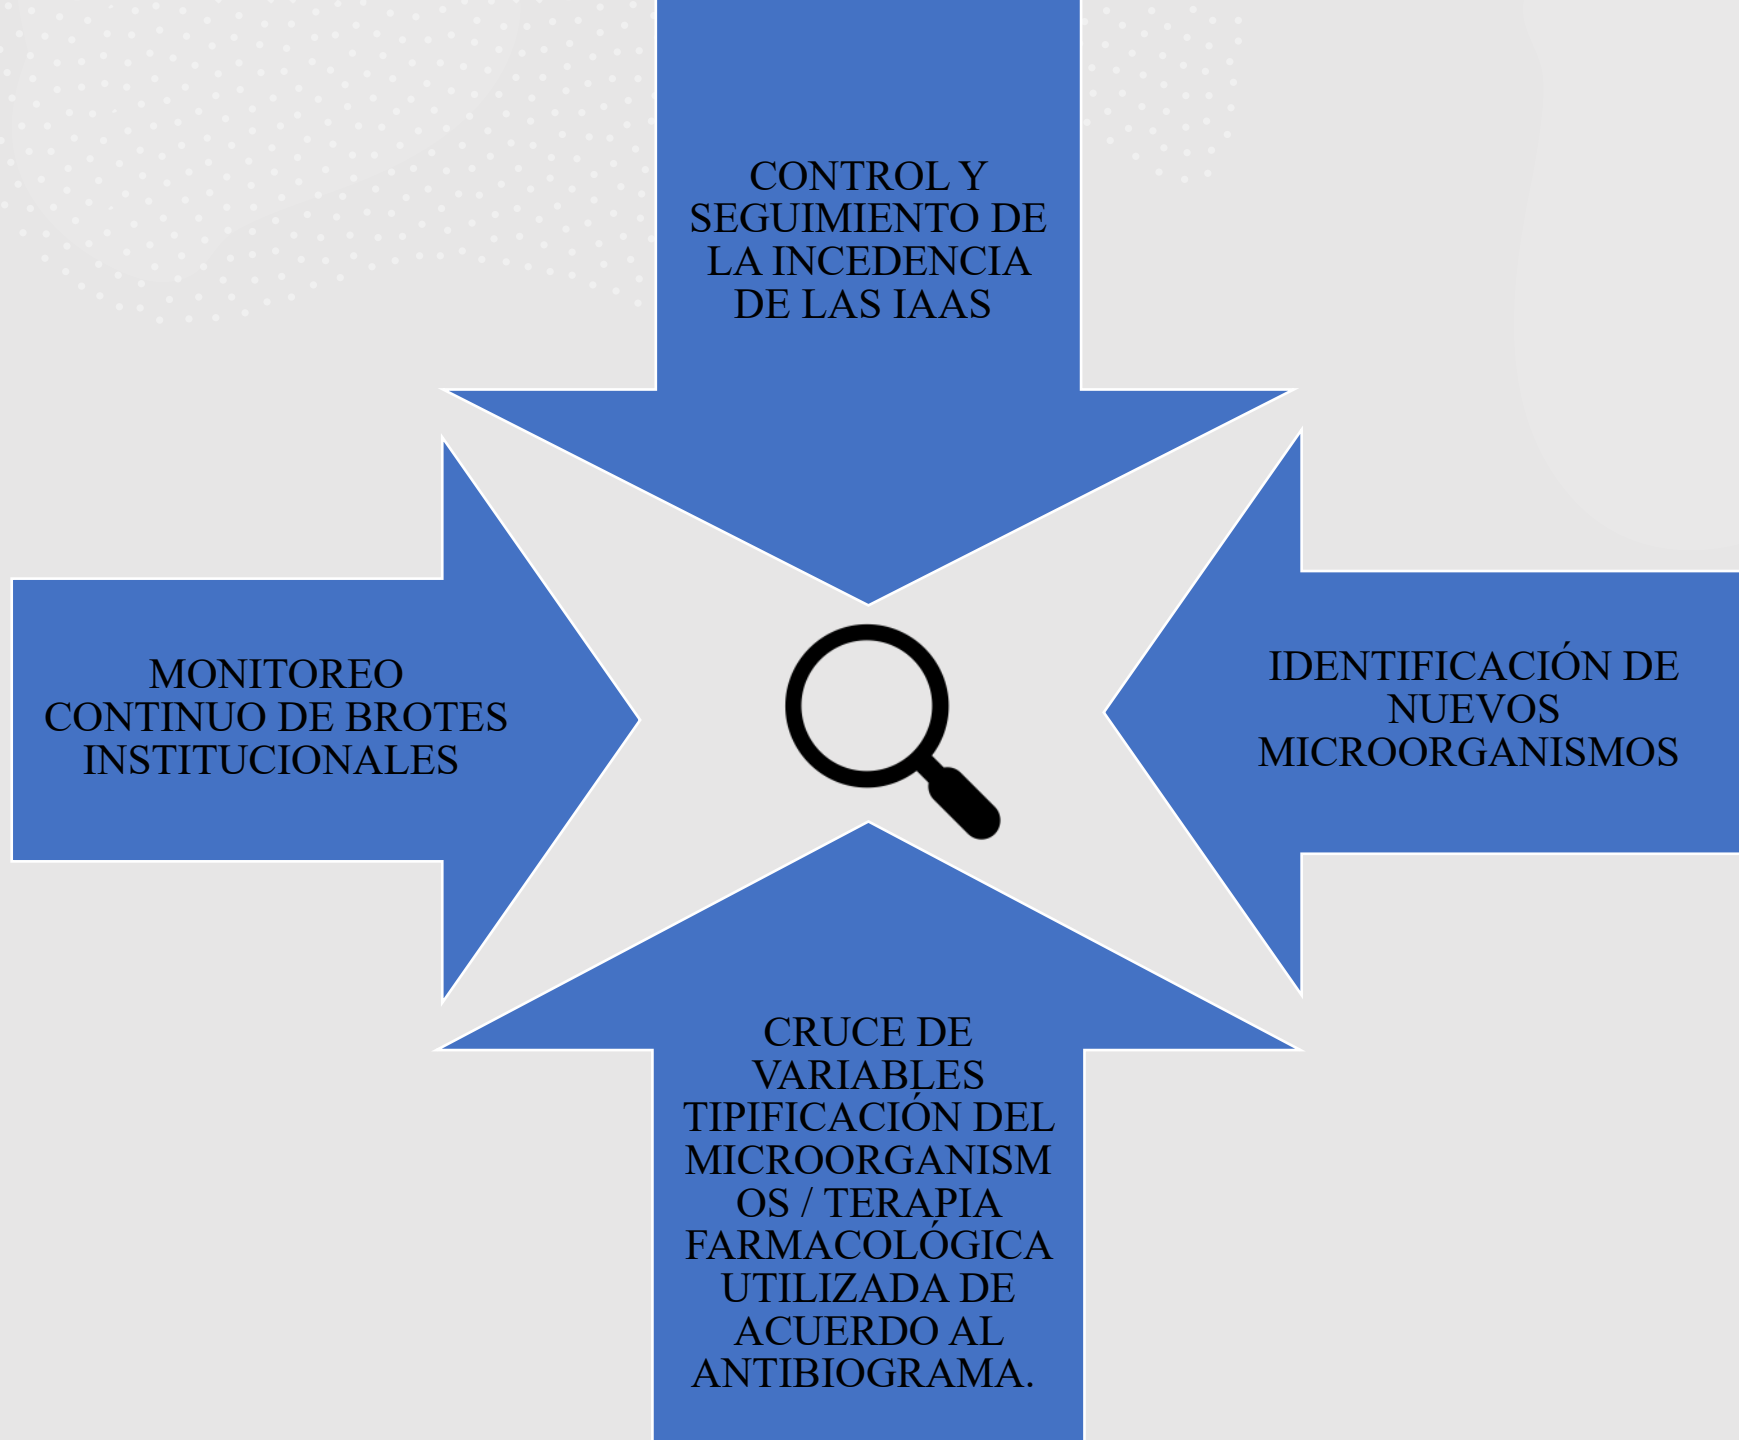 CONTROL Y
SEGUIMIENTO DE
LA INCEDENCIA
DE LAS IAAS
MONITOREO
CONTINUO DE BROTES
INSTITUCIONALES
IDENTIFICACIÓN DE
NUEVOS
MICROORGANISMOS
CRUCE DE
VARIABLES
TIPIFICACIÓN DEL
MICROORGANISM
OS / TERAPIA
FARMACOLÓGICA
UTILIZADA DE
ACUERDO AL
ANTIBIOGRAMA.